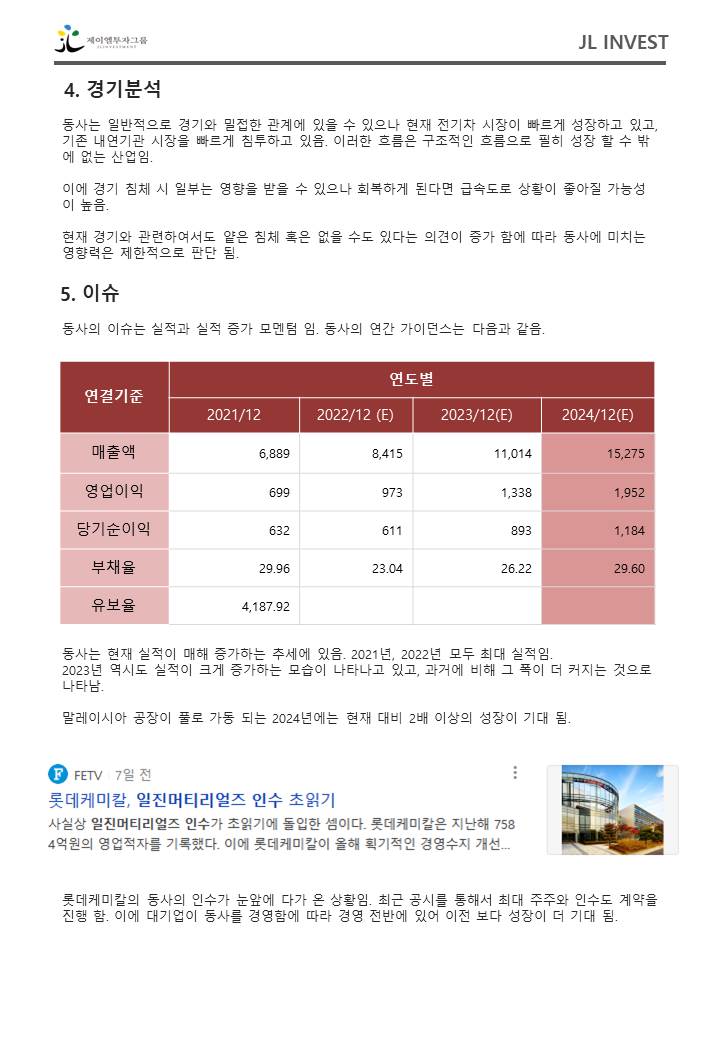 제이엠투자그룹
JL INVESTMENT
JL INVEST
4. 경기분석
동사는 일반적으로 경기와 밀접한 관계에 있을 수 있으나 현재 전기차 시장이 빠르게 성장하고 있고,
기존 내연기관 시장을 빠르게 침투하고 있음. 이러한 흐름은 구조적인 흐름으로 필히 성장 할 수 밖
에 없는 산업임.
이에 경기 침체 시 일부는 영향을 받을 수 있으나 회복하게 된다면 급속도로 상황이 좋아질 가능성
이 높음.
현재 경기와 관련하여서도 얕은 침체 혹은 없을 수도 있다는 의견이 증가 함에 따라 동사에 미치는
영향력은 제한적으로 판단 됨.
5. 이슈
동사의 이슈는 실적과 실적 증가 모멘텀 임. 동사의 연간 가이던스는 다음과 같음.
연결기준 연도별
2021/12 2022/12 (E) 2023/12(E) 2024/12(E)
매출액 6,889 8,415 11,014 15,275
영업이익 699 973 1,338 1,952
당기순이익 632 611 893 1,184
부채율 29.96 23.04 26.22 29.60
유보율 4,187.92
동사는 현재 실적이 매해 증가하는 추세에 있음. 2021년, 2022년 모두 최대 실적임.
2023년 역시도 실적이 크게 증가하는 모습이 나타나고 있고, 과거에 비해 그 폭이 더 커지는 것으로
나타남.
말레이시아 공장이 풀로 가동 되는 2024년에는 현재 대비 2배 이상의 성장이 기대 됨.
F FETV 7일 전
롯데케미칼, 일진머티리얼즈 인수 초읽기
사실상 일진머티리얼즈 인수가 초읽기에 돌입한 셈이다. 롯데케미칼은 지난해 758
4억원의 영업적자를 기록했다. 이에 롯데케미칼이 올해 획기적인 경영수지 개선...
롯데케미칼의 동사의 인수가 눈앞에 다가 온 상황임. 최근 공시를 통해서 최대 주주와 인수도 계약을
진행 함. 이에 대기업이 동사를 경영함에 따라 경영 전반에 있어 이전 보다 성장이 더 기대 됨.